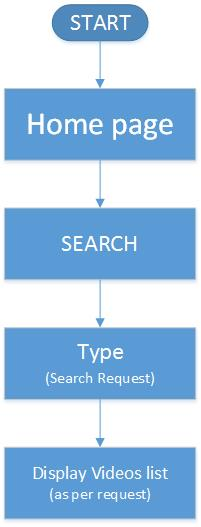 START
Home page
SEARCH
Type
(Search Request)
Display Videos list
(as per request)